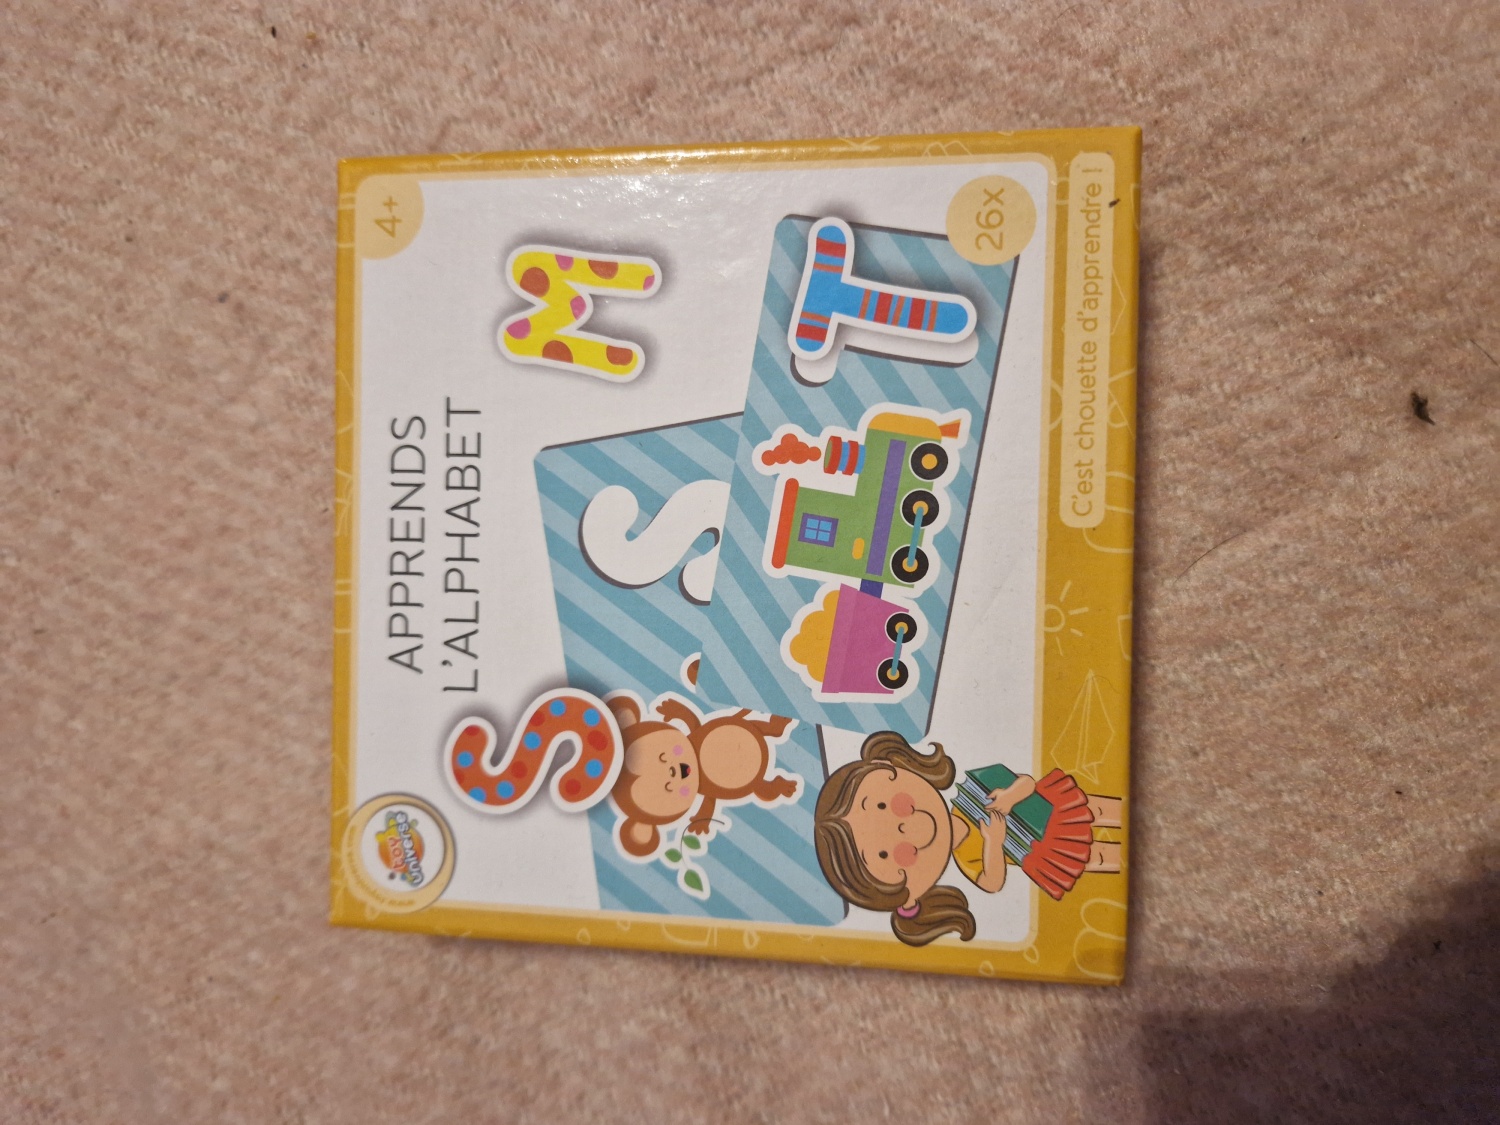 4+
APPRENDS
L'ALPHABET
toy
universe
S
M
S
T
26x
C'est chouette d'apprendre !